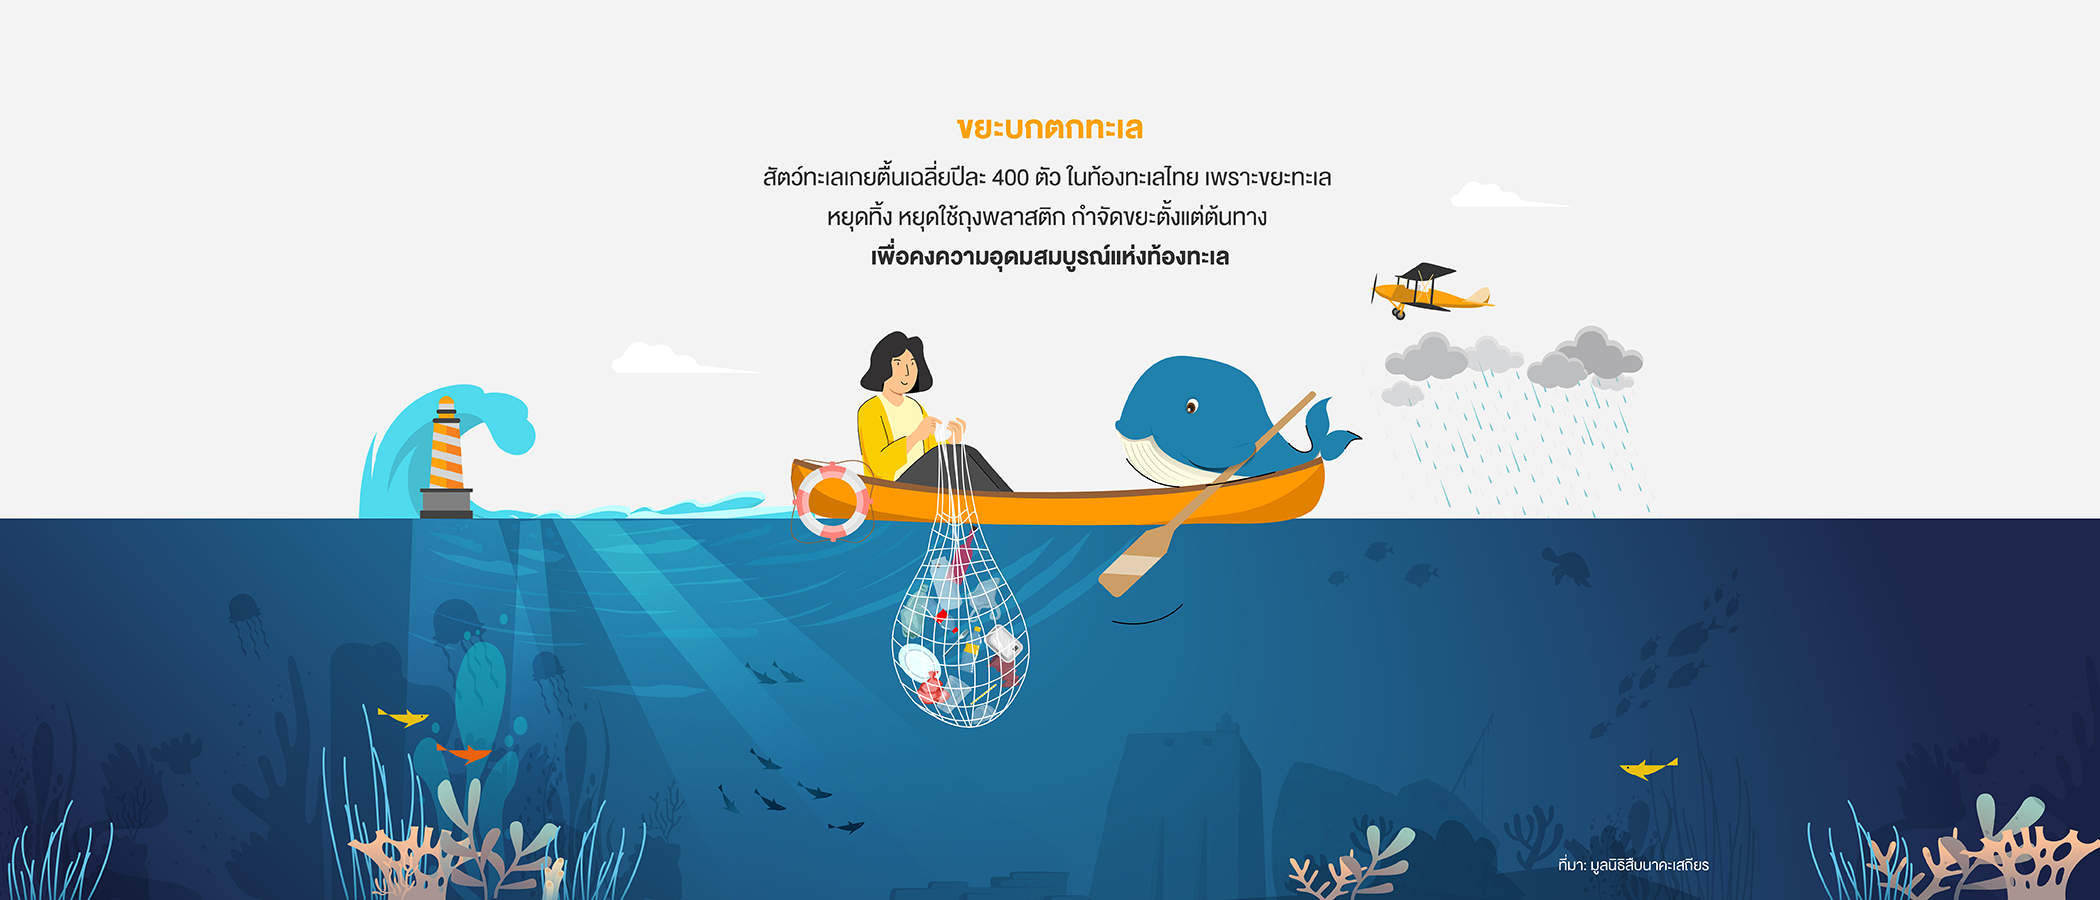 ขยะบกตกทะเล
สัตว์ทะเลเกยตื้นเฉลี่ยปีละ 400 ตัว ในท้องทะเลไทย เพราะขยะทะเล
หยุดทิ้ง หยุดใช้ถุงพลาสติก กำจัดขยะตั้งแต่ต้นทาง
เพื่อคงความอุดมสมบูรณ์แห่งท้องทะเล
ที่มา: มูลนิธิสืบนาคะเสถียร